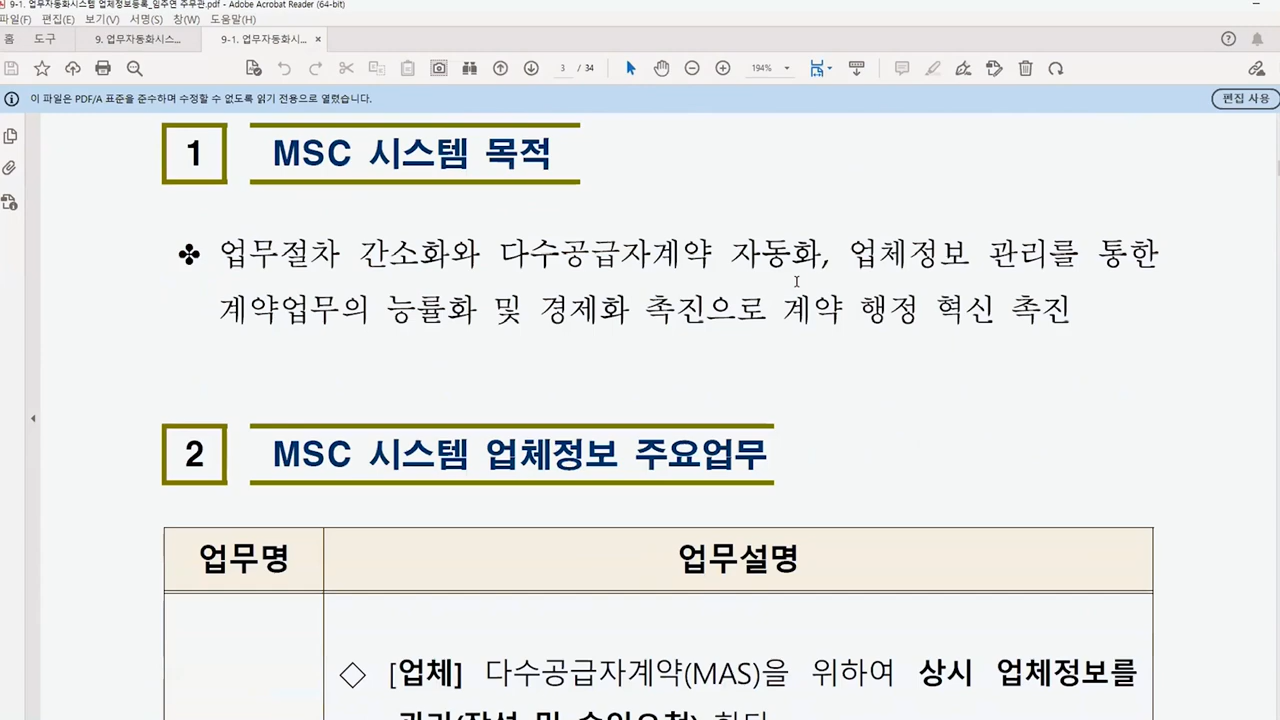 9-1. 업무자동화시스템 업체정보등록_임주연 주무관.pdf - Adobe Acrobat Reader (64-bit)
파일(F) 편집(E) 보기(V) 서명(S) 창(W) 도움말(H)
홈 도구 9. 업무자동화시스... 9-1. 업무자동화시... ×
3 / 34 194%
이 파일은 PDF/A 표준을 준수하며 수정할 수 없도록 읽기 전용으로 열렸습니다. 편집 사용
1 MSC 시스템 목적
✤ 업무절차 간소화와 다수공급자계약 자동화, 업체정보 관리를 통한
계약업무의 능률화 및 경제화 촉진으로 계약 행정 혁신 촉진
2 MSC 시스템 업체정보 주요업무
업무명 업무설명
◇ [업체] 다수공급자계약(MAS)을 위하여 상시 업체정보를